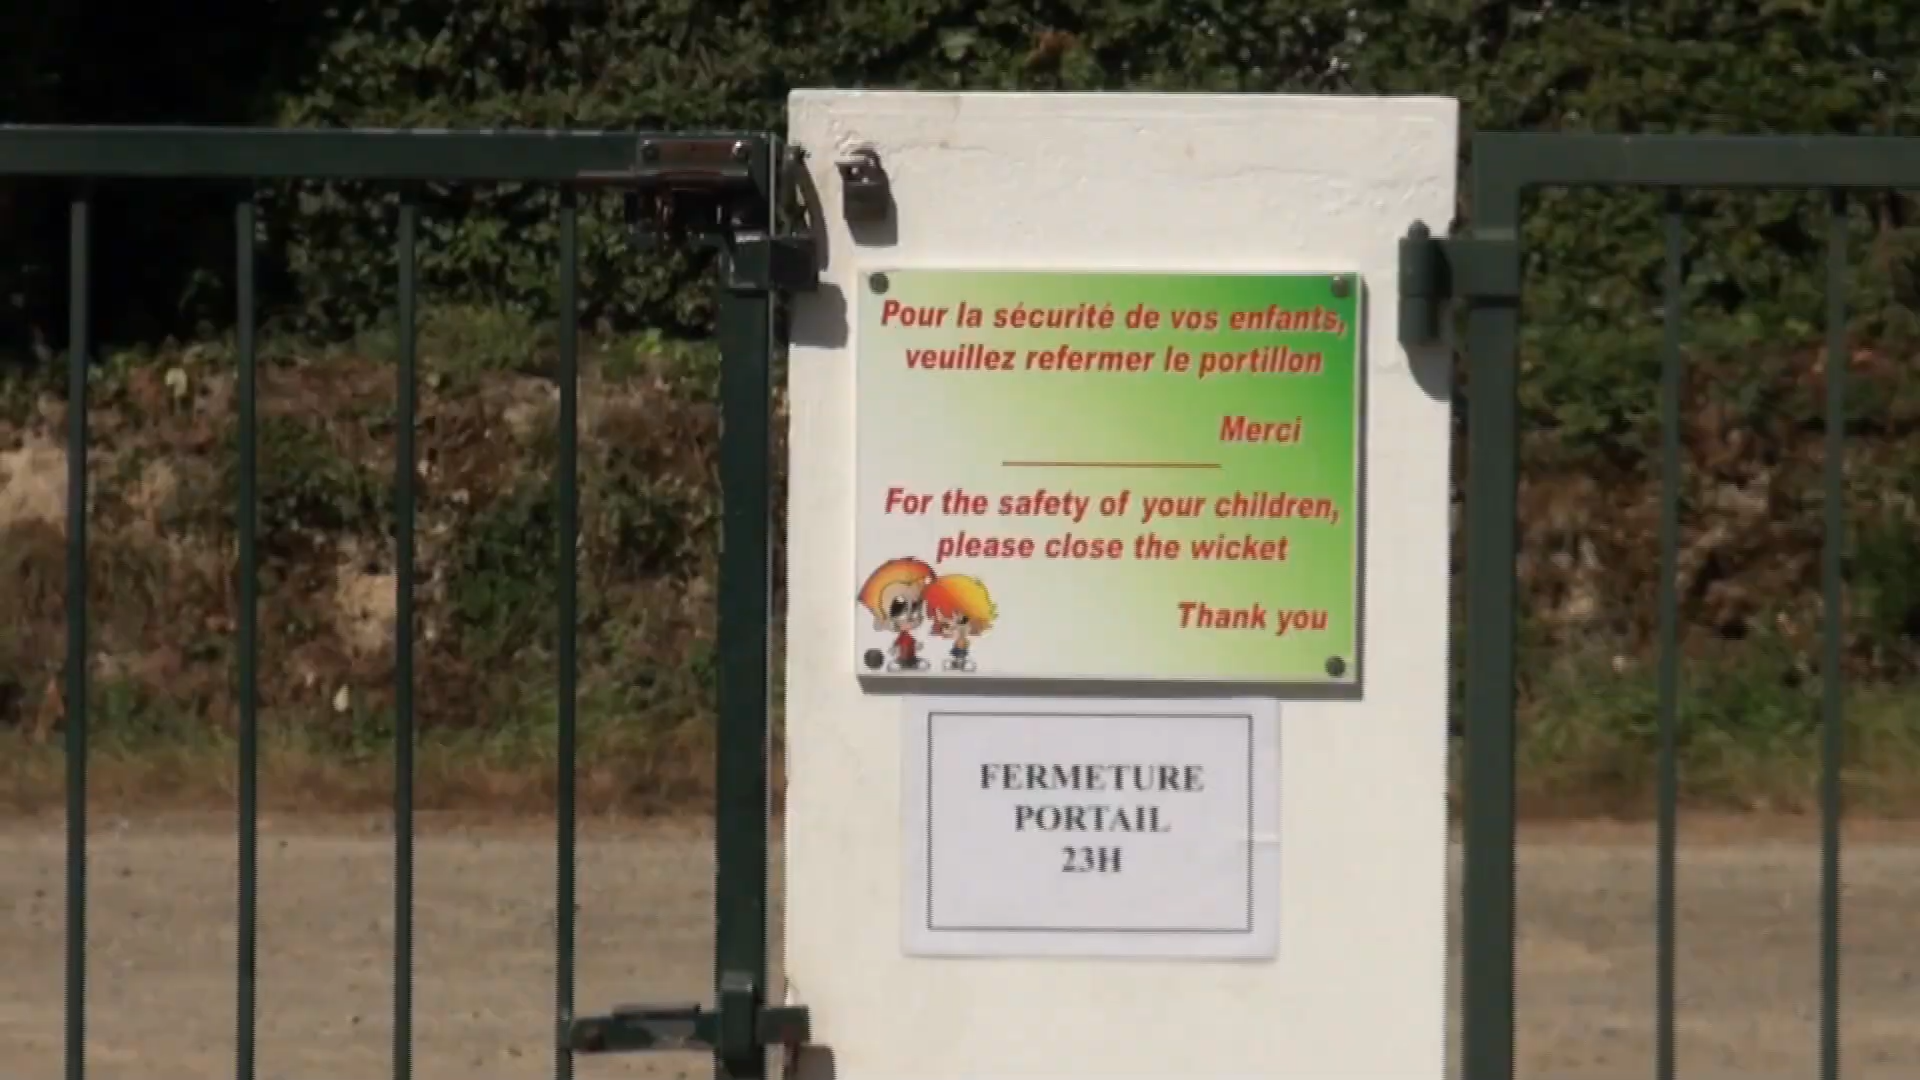 Pour la sécurité de vos enfants,
veuillez refermer le portillon
Merci
For the safety of your children,
please close the wicket
Thank you
FERMETURE
PORTAIL
23H